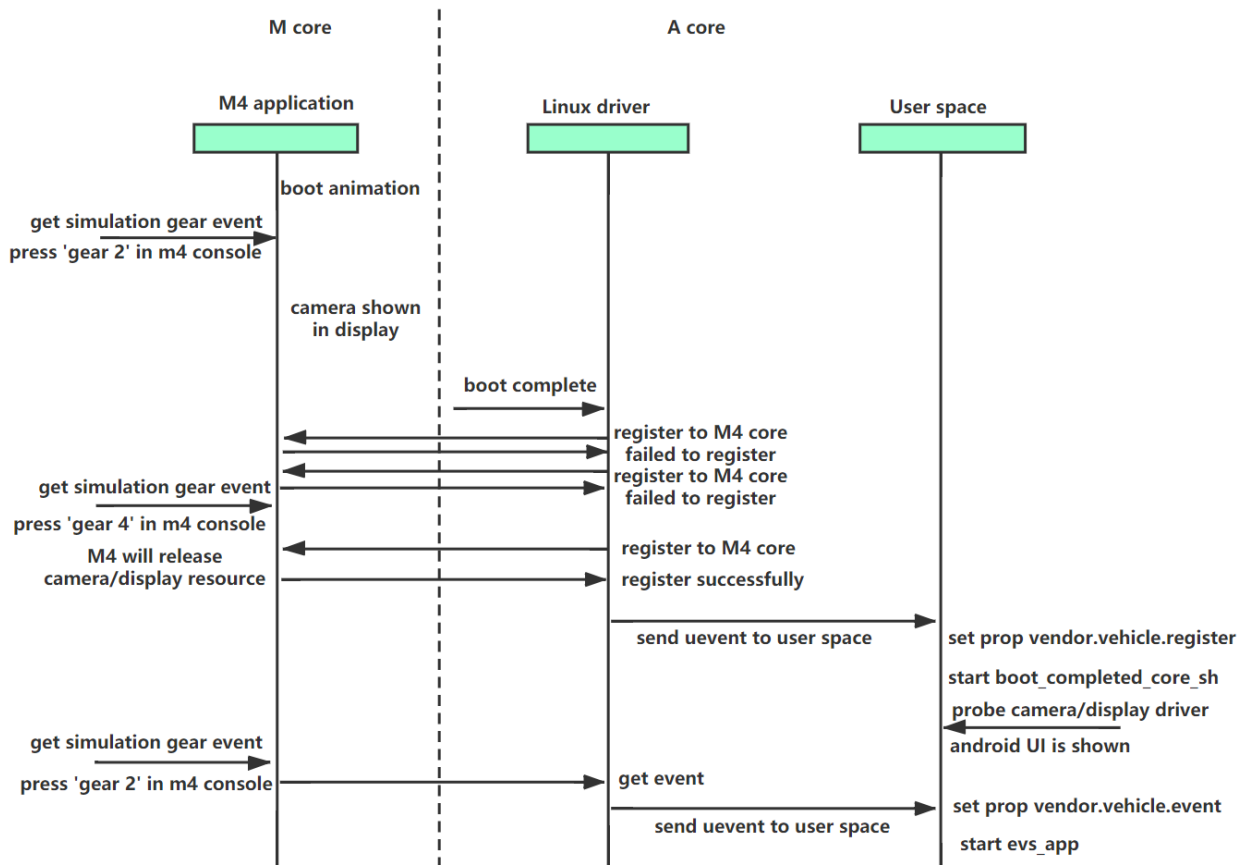 M core
A core
M4 application
Linux driver
User space
boot animation
get simulation gear event
press 'gear 2' in m4 console
camera shown
in display
boot complete
register to M4 core
failed to register
register to M4 core
failed to register
get simulation gear event
press 'gear 4' in m4 console
M4 will release
camera/display resource
register to M4 core
register successfully
send uevent to user space
set prop vendor.vehicle.register
start boot_completed_core_sh
probe camera/display driver
android UI is shown
get simulation gear event
press 'gear 2' in m4 console
get event
send uevent to user space
set prop vendor.vehicle.event
start evs_app